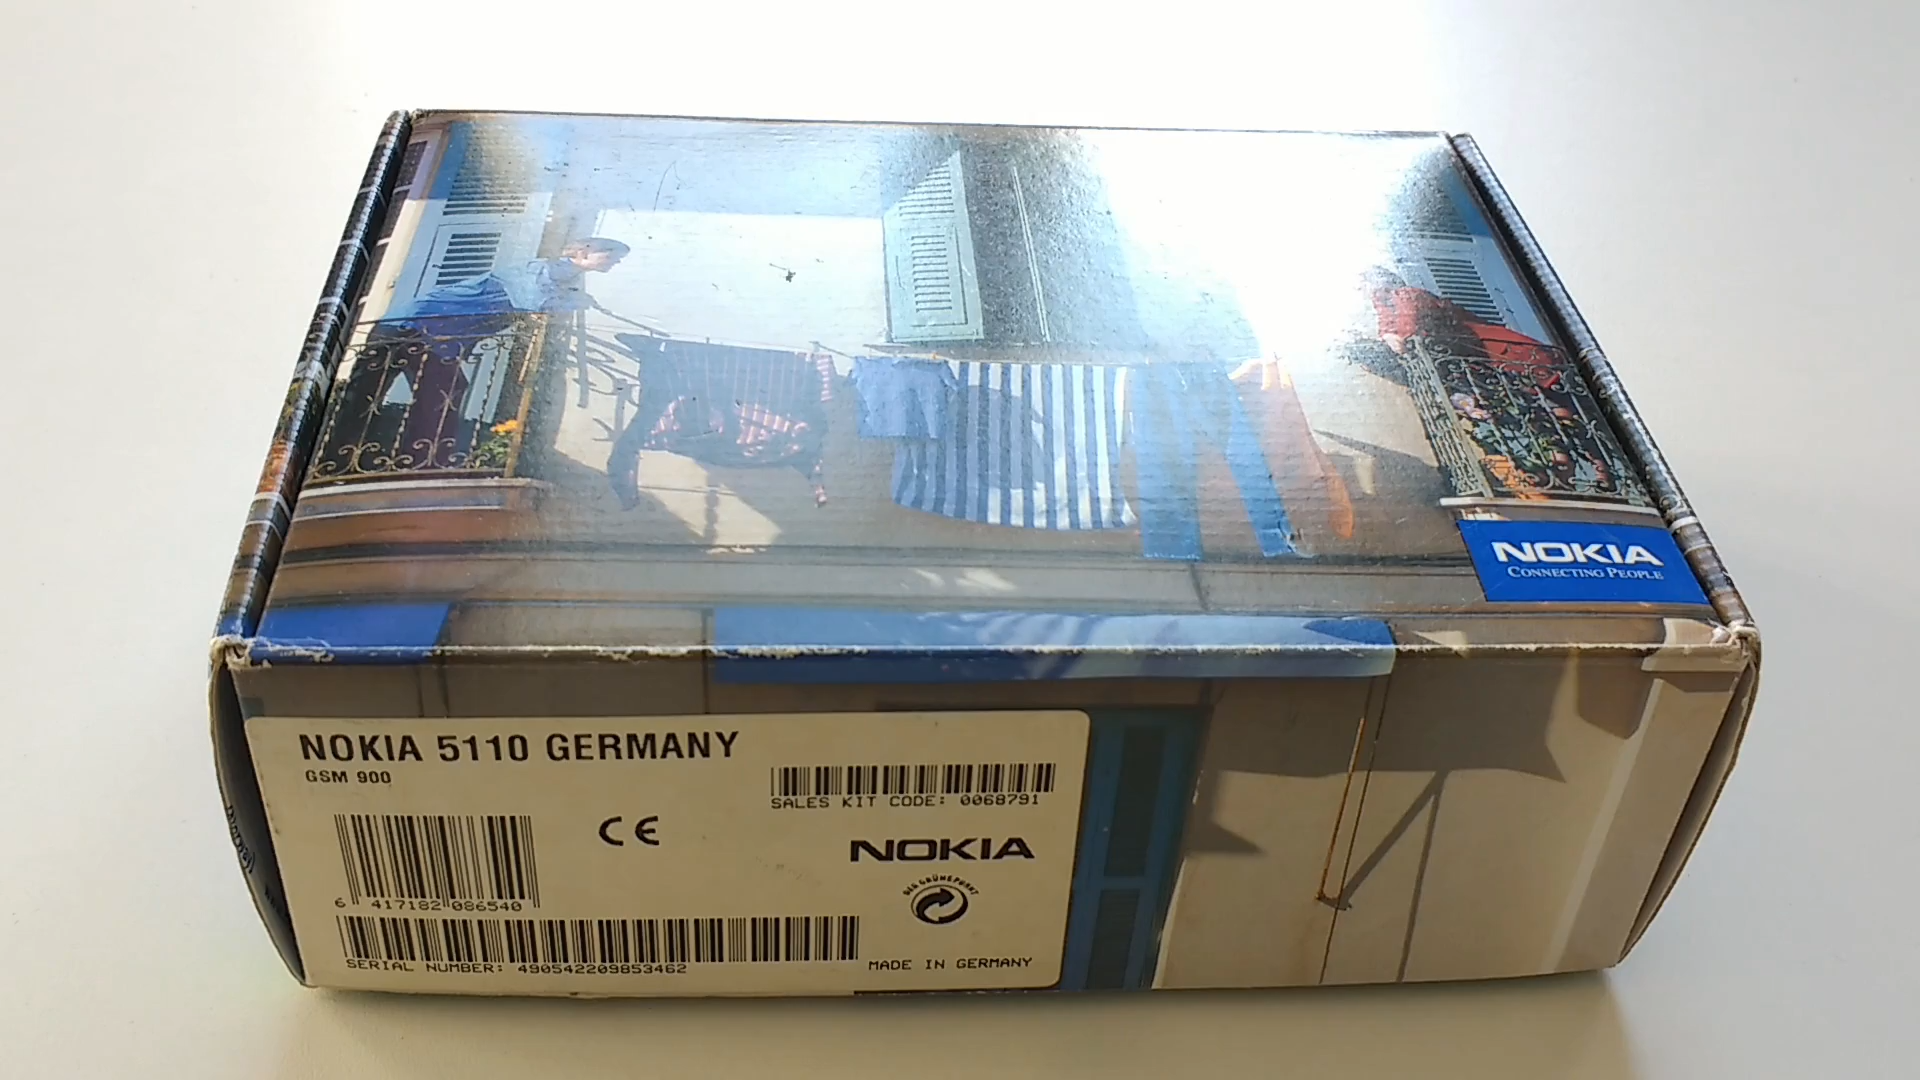 NOKIA
CONNECTING PEOPLE
NOKIA 5110 GERMANY
GSM 900
SALES KIT CODE: 0068791
CE
NOKIA
DER GRÜNE PUNKT
6 417182 086540
SERIAL NUMBER: 490542209853462
MADE IN GERMANY